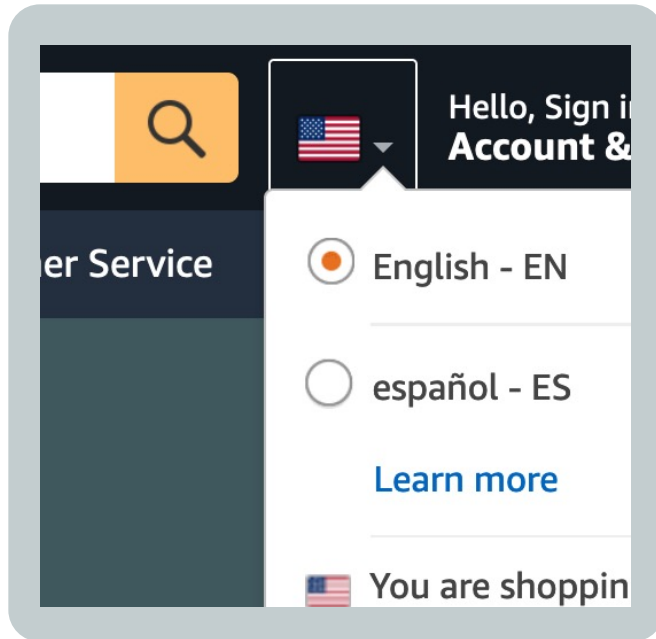 Hello, Sign i
Account &
er Service
English - EN
español - ES
Learn more
You are shoppin